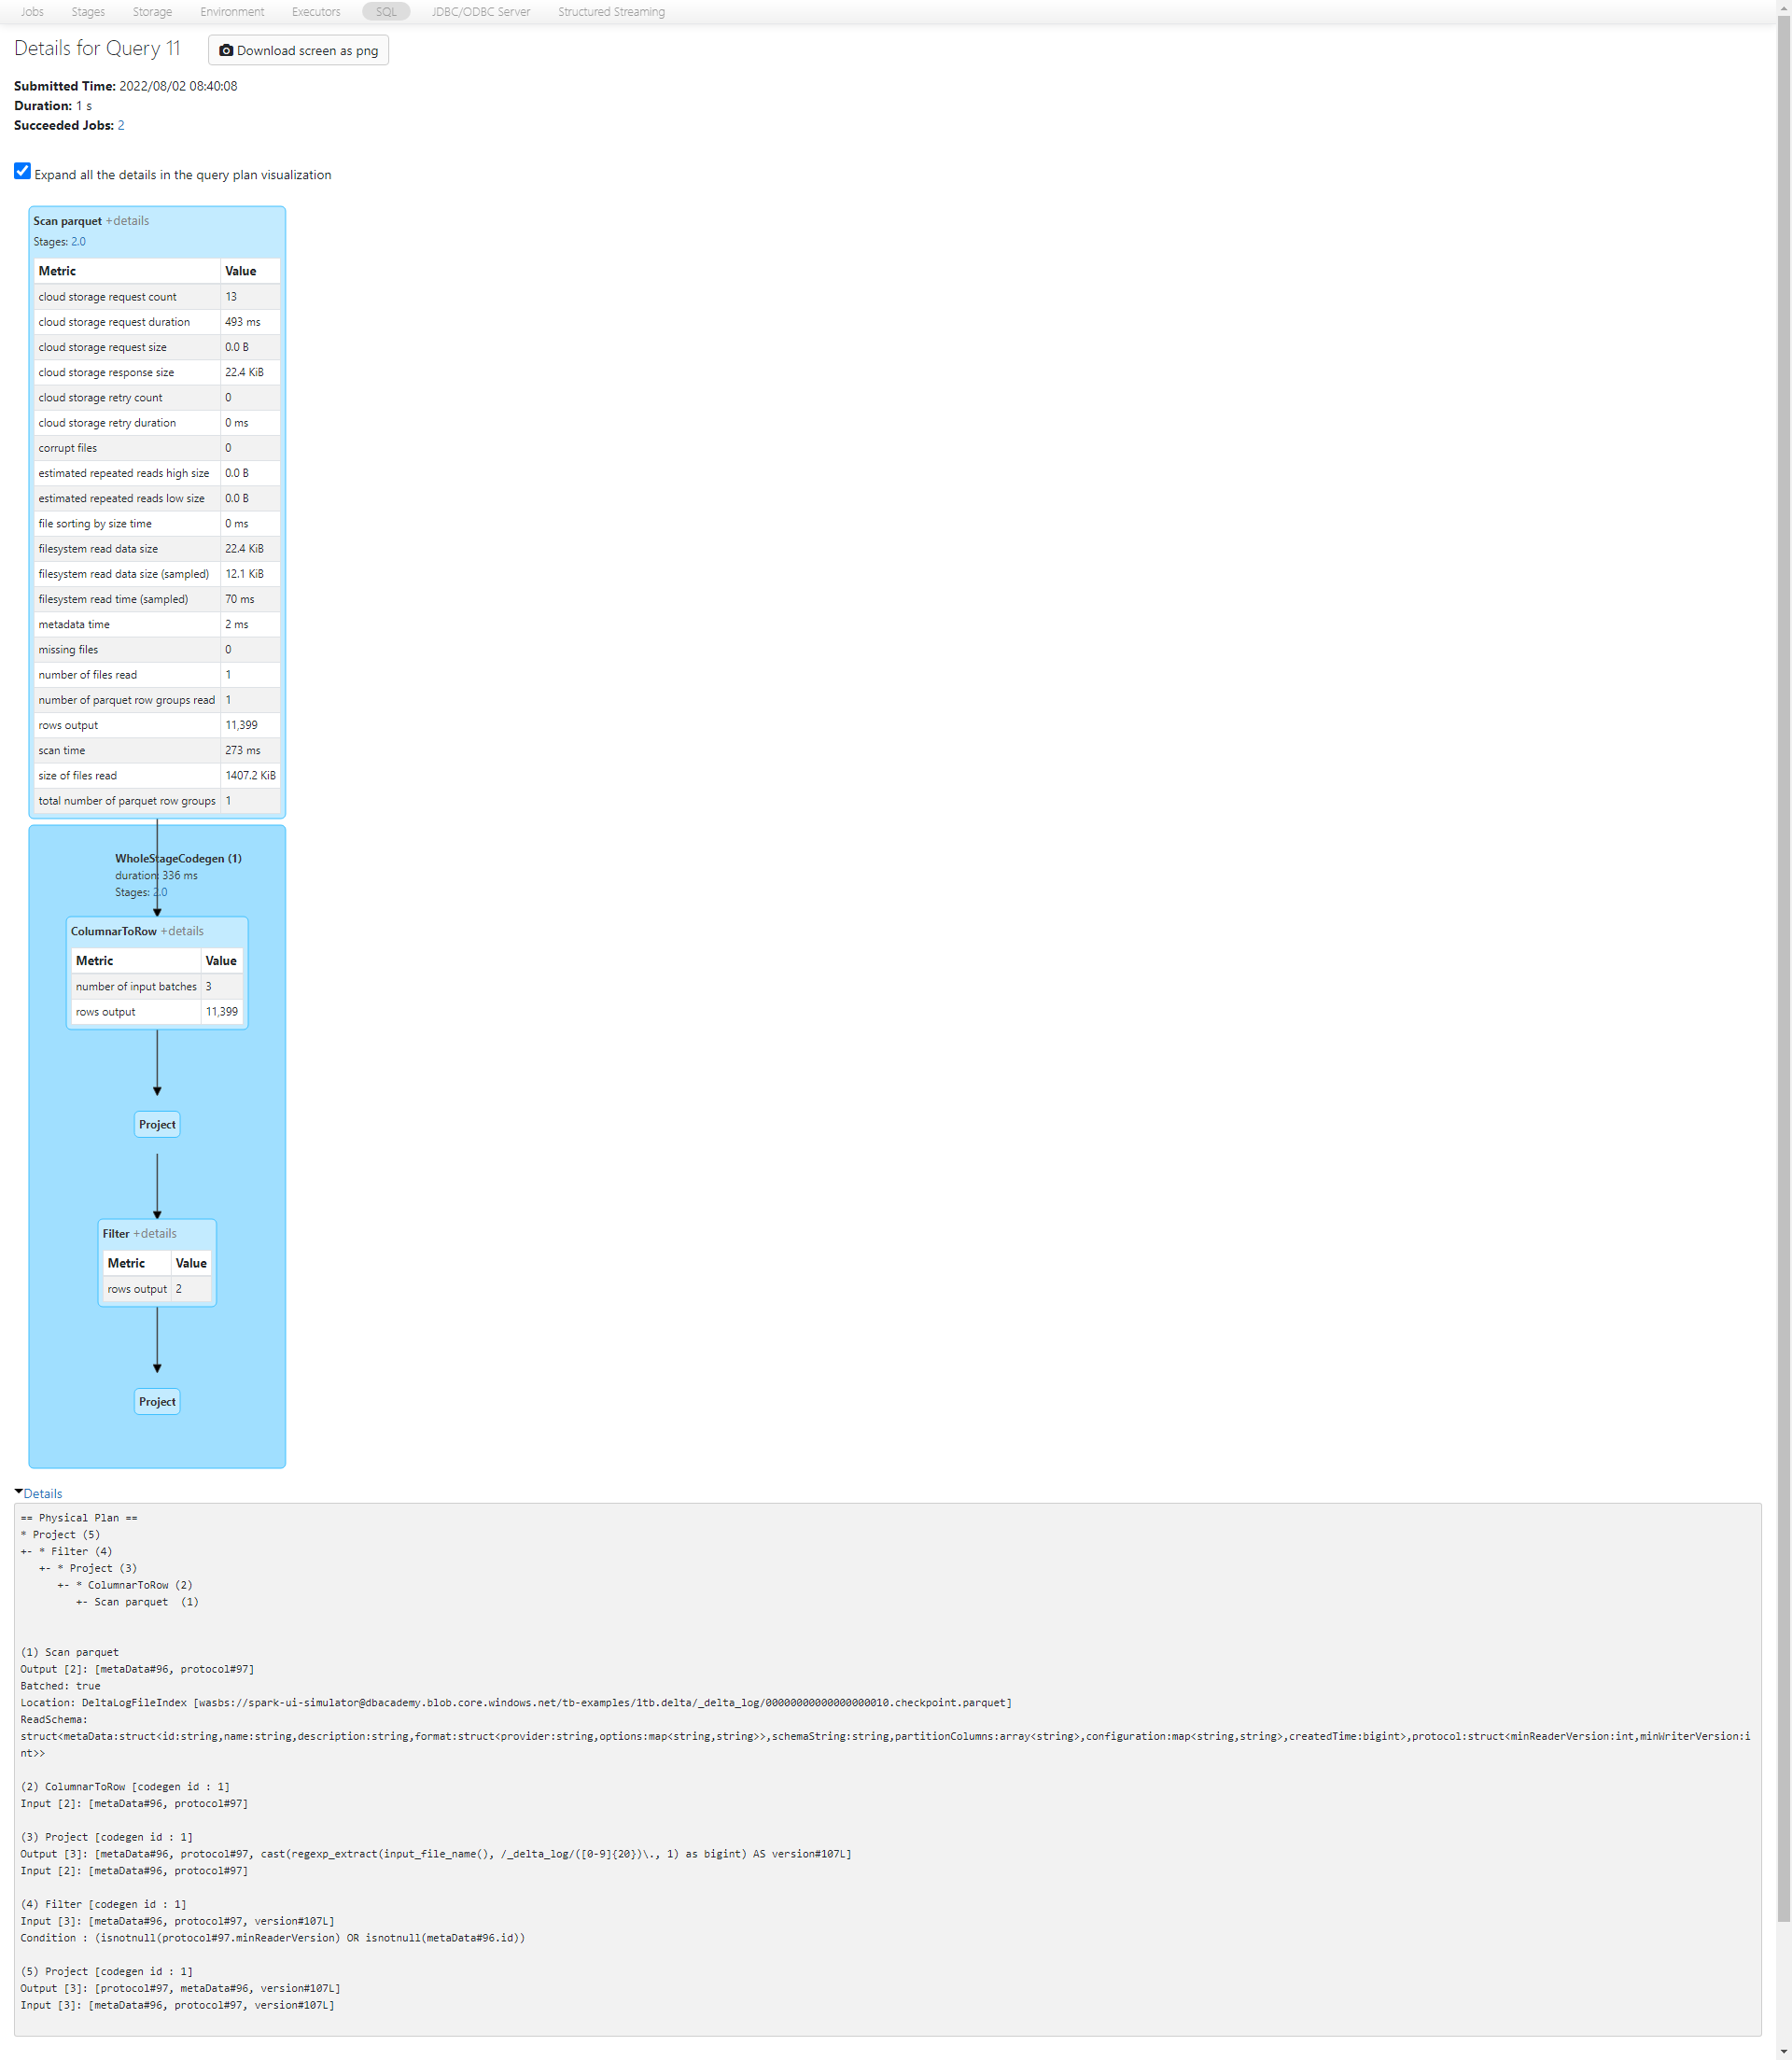 Jobs Stages Storage Environment Executors SQL JDBC/ODBC Server Structured Streaming
Details for Query 11 Download screen as png
Submitted Time: 2022/08/02 08:40:08
Duration: 1 s
Succeeded Jobs: 2
Expand all the details in the query plan visualization
Scan parquet +details
Stages: 2.0
Metric Value
cloud storage request count 13
cloud storage request duration 493 ms
cloud storage request size 0.0 B
cloud storage response size 22.4 KiB
cloud storage retry count 0
cloud storage retry duration 0 ms
corrupt files 0
estimated repeated reads high size 0.0 B
estimated repeated reads low size 0.0 B
file sorting by size time 0 ms
filesystem read data size 22.4 KiB
filesystem read data size (sampled) 12.1 KiB
filesystem read time (sampled) 70 ms
metadata time 2 ms
missing files 0
number of files read 1
number of parquet row groups read 1
rows output 11,399
scan time 273 ms
size of files read 1407.2 KiB
total number of parquet row groups 1
WholeStageCodegen (1)
duration: 336 ms
Stages: 2.0
ColumnarToRow +details
Metric Value
number of input batches 3
rows output 11,399
Project
Filter +details
Metric Value
rows output 2
Project
Details
== Physical Plan ==
* Project (5)
+- * Filter (4)
   +- * Project (3)
      +- * ColumnarToRow (2)
         +- Scan parquet  (1)
(1) Scan parquet
Output [2]: [metaData#96, protocol#97]
Batched: true
Location: DeltaLogFileIndex [wasbs://spark-ui-simulator@dbacademy.blob.core.windows.net/tb-examples/1tb.delta/_delta_log/00000000000000000010.checkpoint.parquet]
ReadSchema:
struct<metaData:struct<id:string,name:string,description:string,format:struct<provider:string,options:map<string,string>>,schemaString:string,partitionColumns:array<string>,configuration:map<string,string>,createdTime:bigint>,protocol:struct<minReaderVersion:int,minWriterVersion:i
nt>>
(2) ColumnarToRow [codegen id : 1]
Input [2]: [metaData#96, protocol#97]
(3) Project [codegen id : 1]
Output [3]: [metaData#96, protocol#97, cast(regexp_extract(input_file_name(), /_delta_log/([0-9]{20})\., 1) as bigint) AS version#107L]
Input [2]: [metaData#96, protocol#97]
(4) Filter [codegen id : 1]
Input [3]: [metaData#96, protocol#97, version#107L]
Condition : (isnotnull(protocol#97.minReaderVersion) OR isnotnull(metaData#96.id))
(5) Project [codegen id : 1]
Output [3]: [protocol#97, metaData#96, version#107L]
Input [3]: [metaData#96, protocol#97, version#107L]